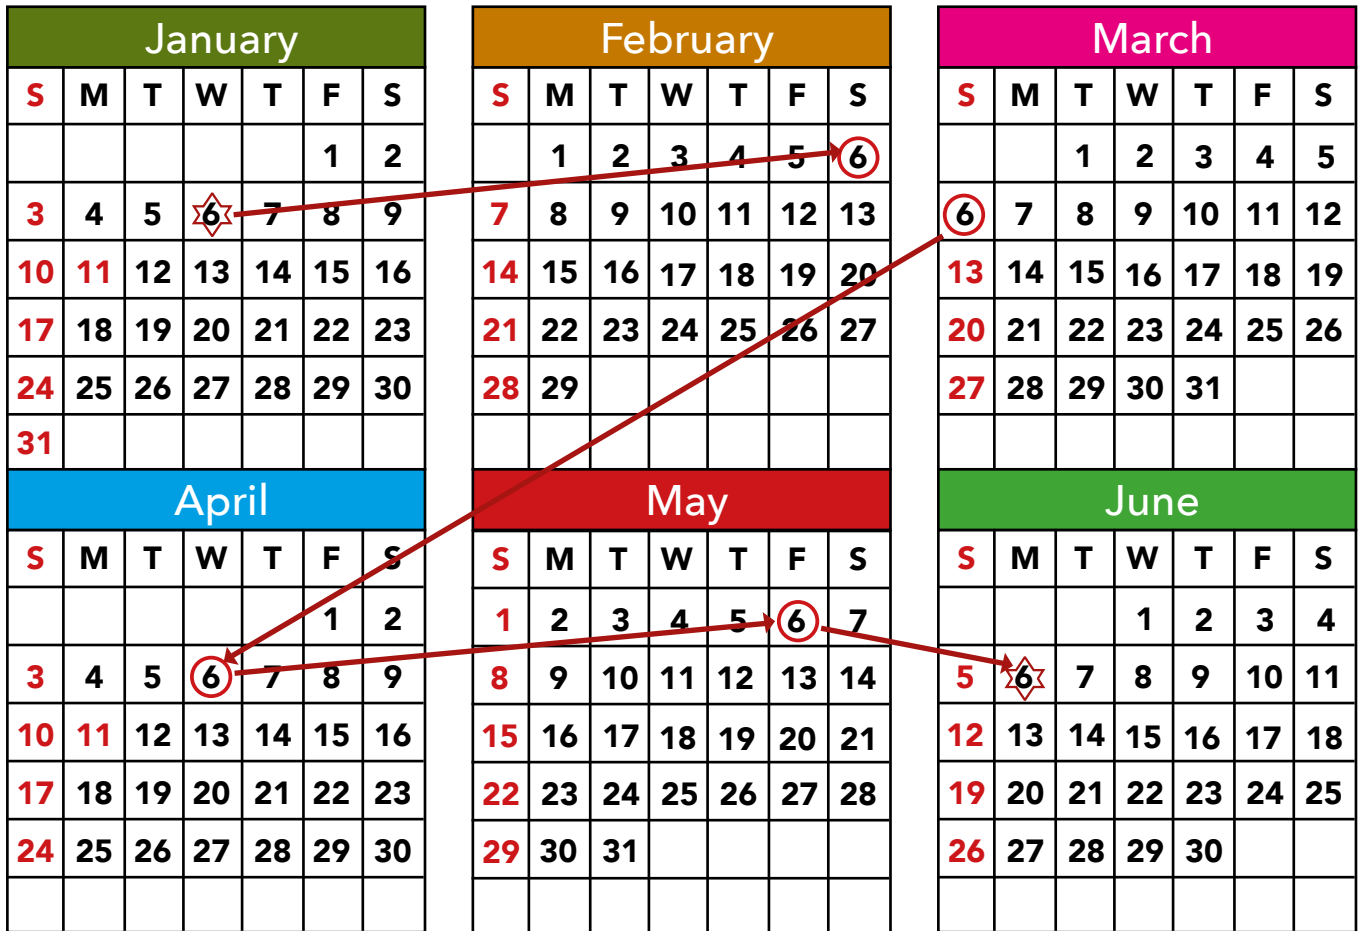 January
S M T W T F S
1 2
3 4 5 6 7 8 9
10 11 12 13 14 15 16
17 18 19 20 21 22 23
24 25 26 27 28 29 30
31
February
S M T W T F S
1 2 3 4 5 6
7 8 9 10 11 12 13
14 15 16 17 18 19 20
21 22 23 24 25 26 27
28 29
March
S M T W T F S
1 2 3 4 5
6 7 8 9 10 11 12
13 14 15 16 17 18 19
20 21 22 23 24 25 26
27 28 29 30 31
April
S M T W T F S
1 2
3 4 5 6 7 8 9
10 11 12 13 14 15 16
17 18 19 20 21 22 23
24 25 26 27 28 29 30
May
S M T W T F S
1 2 3 4 5 6 7
8 9 10 11 12 13 14
15 16 17 18 19 20 21
22 23 24 25 26 27 28
29 30 31
June
S M T W T F S
1 2 3 4
5 6 7 8 9 10 11
12 13 14 15 16 17 18
19 20 21 22 23 24 25
26 27 28 29 30